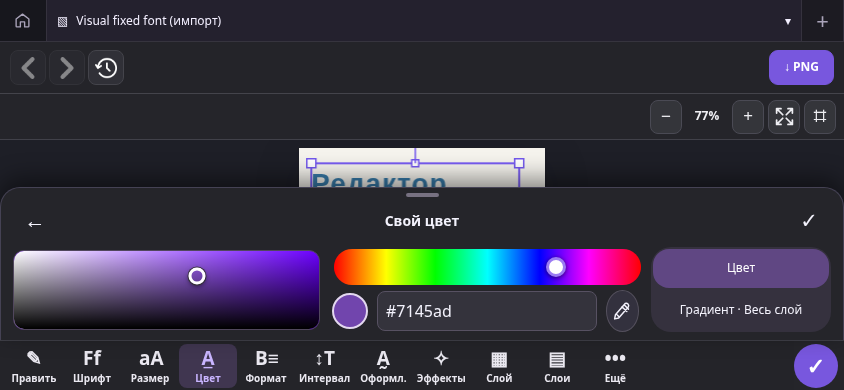 Visual fixed font (импорт)
↓ PNG
77%
Редактор
Свой цвет
Цвет
#7145ad
Градиент · Весь слой
Править
Ff
Шрифт
aA
Размер
A
Цвет
B≡
Формат
↕T
Интервал
A
Оформл.
Эффекты
Слой
Слои
Ещё